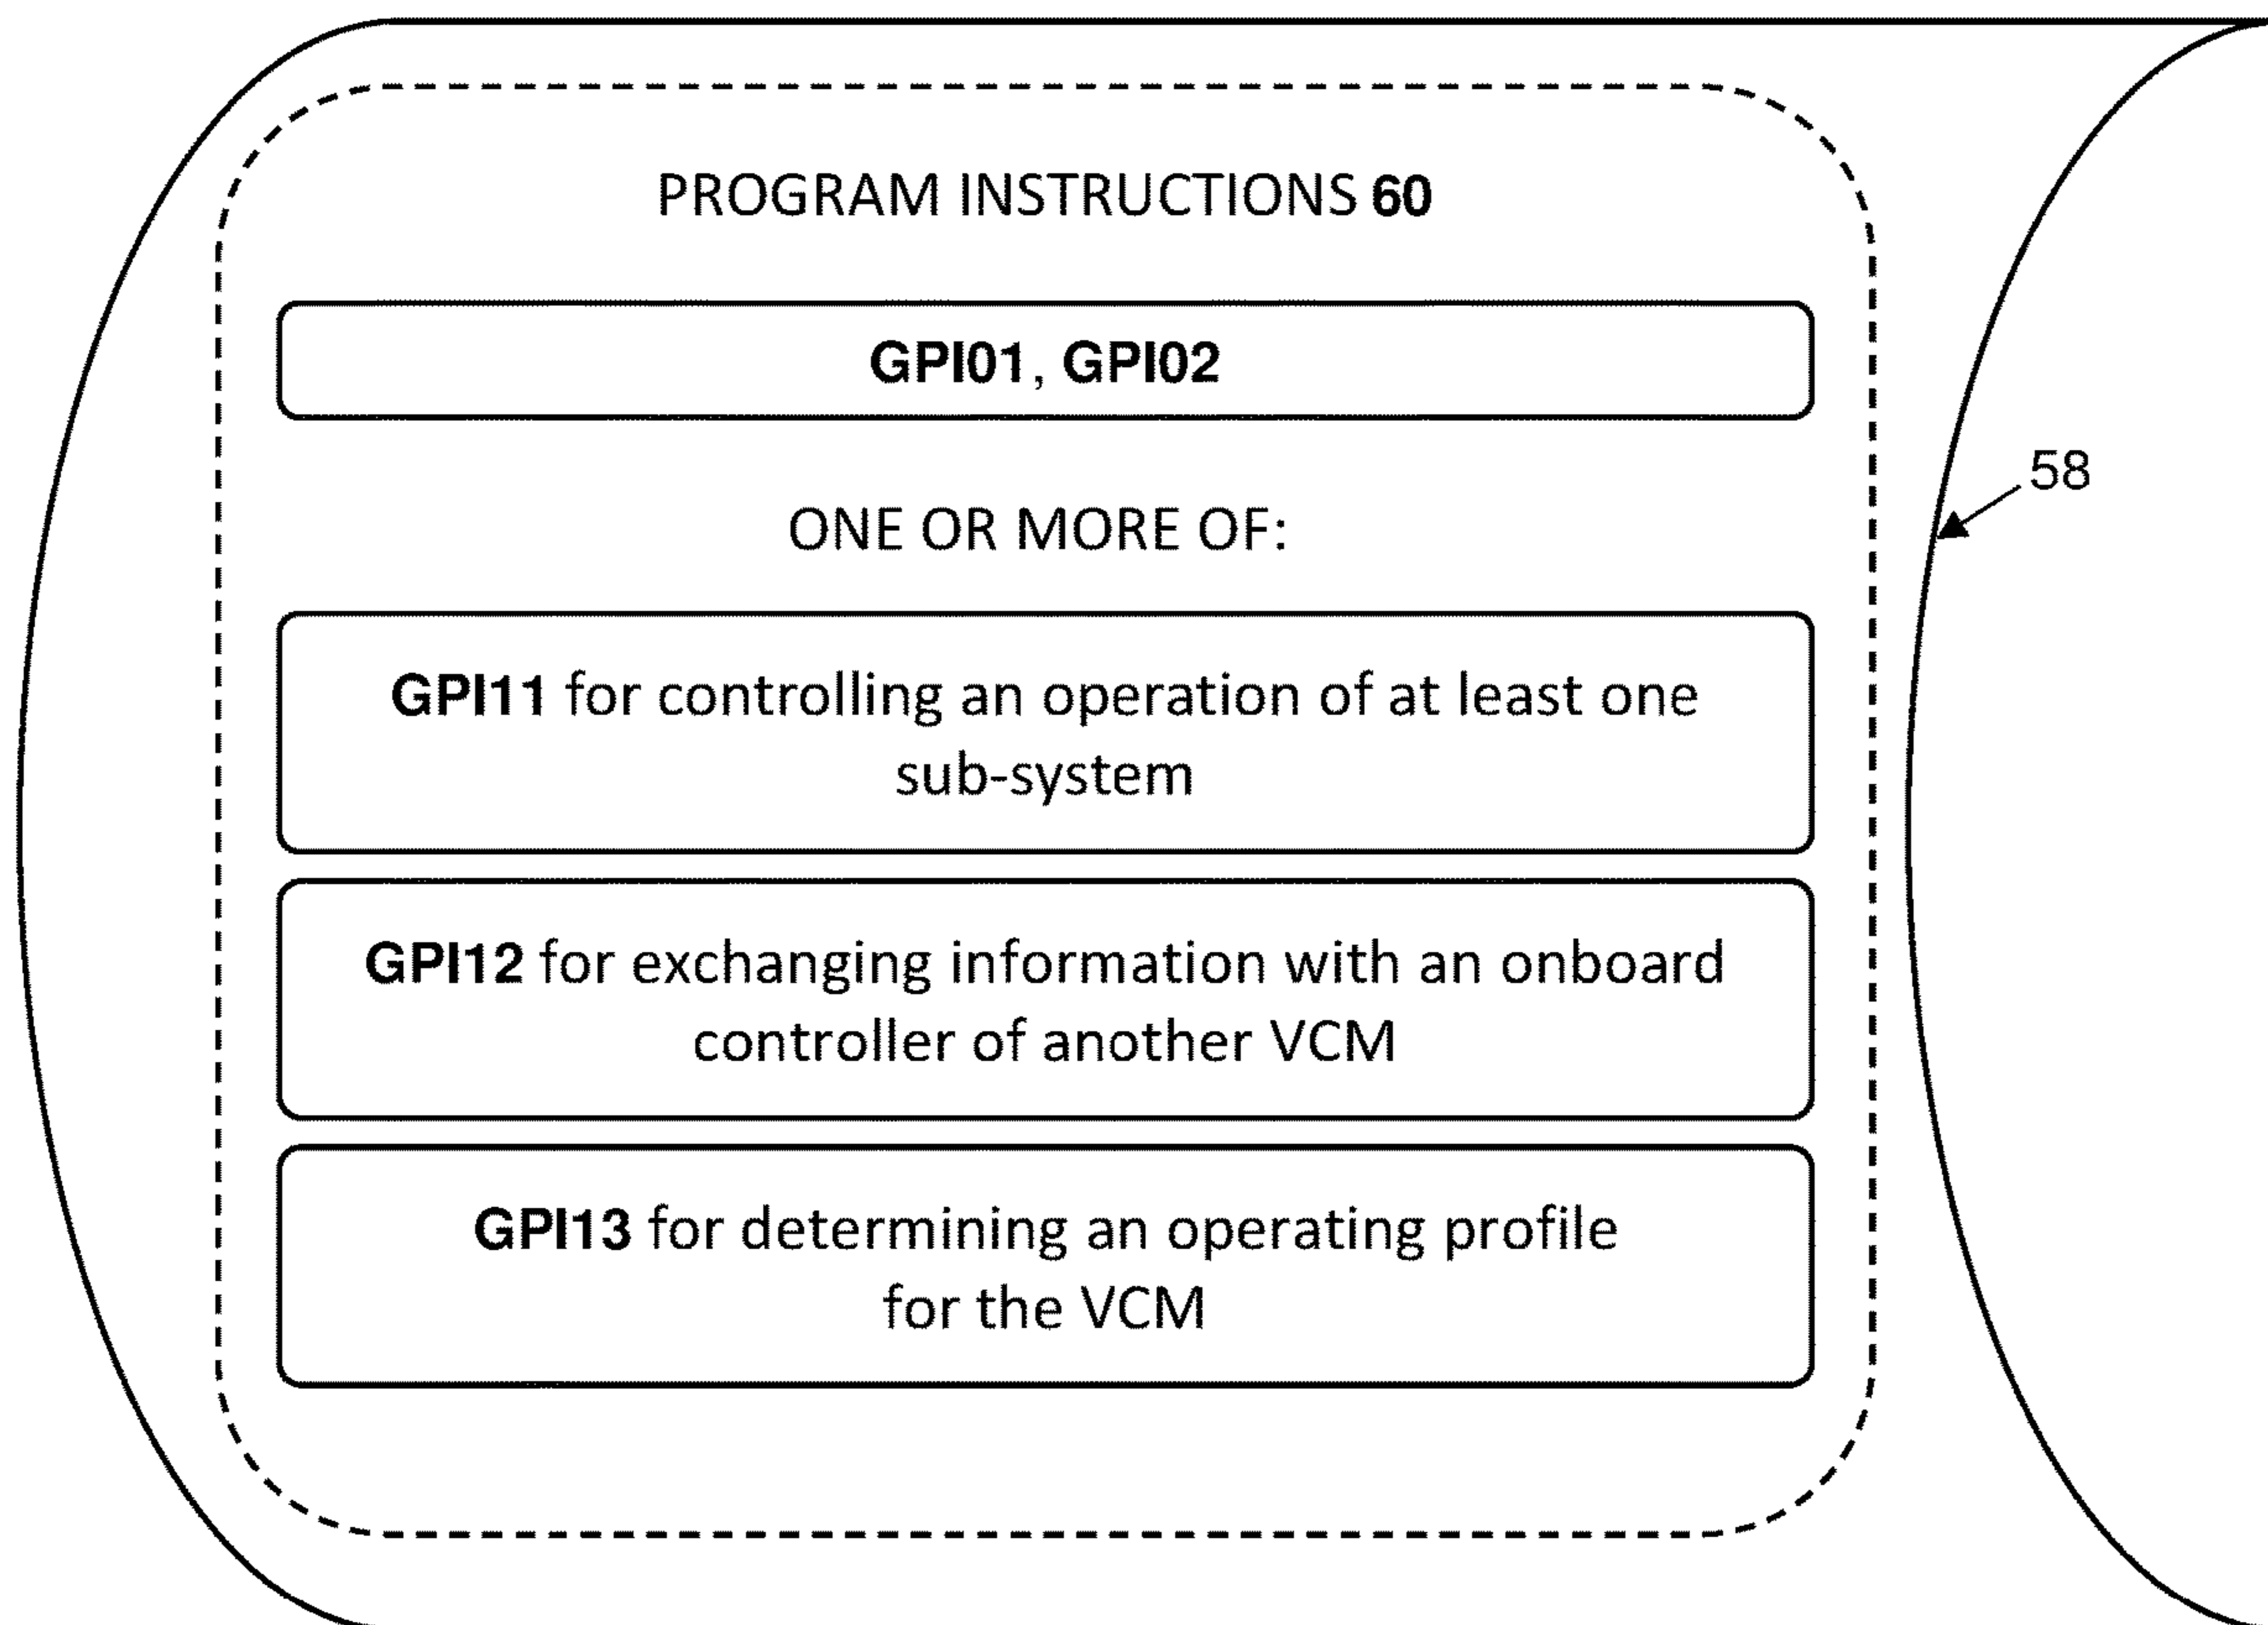 PROGRAM INSTRUCTIONS 60
GPI01, GPI02
58
ONE OR MORE OF:
GPI11 for controlling an operation of at least one
sub-system
GPI12 for exchanging information with an onboard
controller of another VCM
GPI13 for determining an operating profile
for the VCM